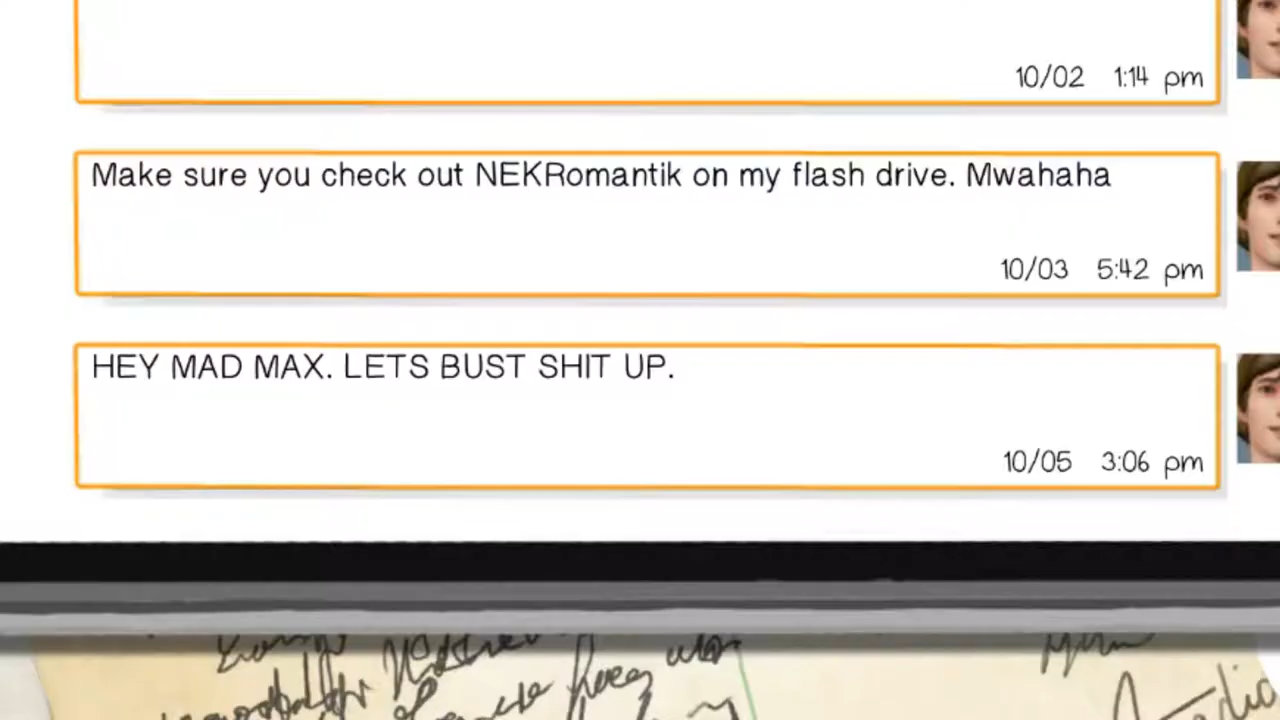 10/02 1:14 pm
Make sure you check out NEKRomantik on my flash drive. Mwahaha
10/03 5:42 pm
HEY MAD MAX. LETS BUST SHIT UP.
10/05 3:06 pm